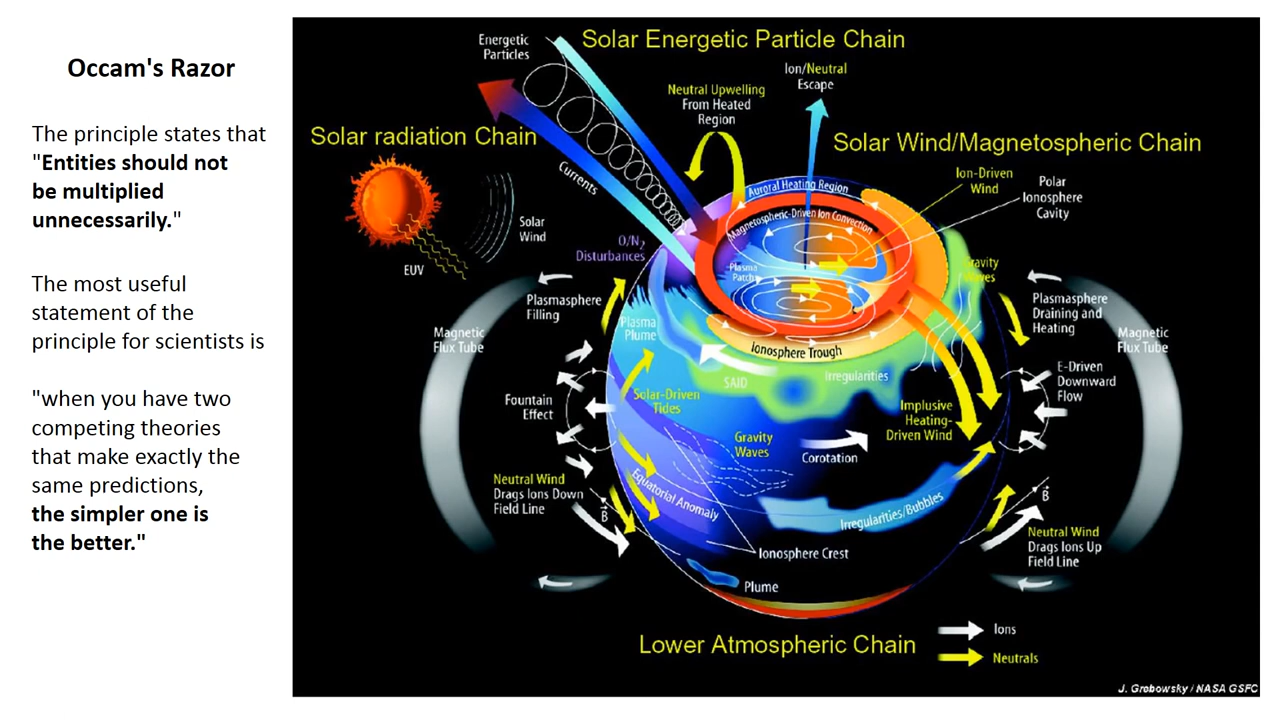 Occam's Razor
The principle states that
"Entities should not
be multiplied
unnecessarily."
The most useful
statement of the
principle for scientists is
"when you have two
competing theories
that make exactly the
same predictions,
the simpler one is
the better."
Solar Energetic Particle Chain
Energetic
Particles
Ion/Neutral
Escape
Neutral Upwelling
From Heated
Region
Solar radiation Chain
Solar Wind/Magnetospheric Chain
Currents
Auroral Heating Region
Ion-Driven
Wind
Polar
Ionosphere
Cavity
Magnetospheric-Driven Ion Convection
Solar
Wind
EUV
O/N2
Disturbances
Plasma
Patch
Gravity
Waves
Plasmasphere
Filling
Plasmasphere
Draining and
Heating
Magnetic
Flux Tube
Magnetic
Flux Tube
Plasma
Plume
Ionosphere Trough
SAID
Irregularities
E-Driven
Downward
Flow
Fountain
Effect
Solar-Driven
Tides
Implusive
Heating-
Driven Wind
Gravity
Waves
Corotation
Neutral Wind
Drags Ions Down
Field Line
B
Equatorial Anomaly
Irregularities/Bubbles
B
Neutral Wind
Drags Ions Up
Field Line
Ionosphere Crest
Plume
Lower Atmospheric Chain
Ions
Neutrals
J. Grobowsky / NASA GSFC